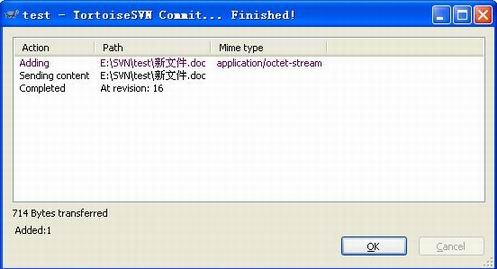 test - TortoiseSVN Commit... Finished!
Action Path Mime type
Adding E:\SVN\test\新文件.doc application/octet-stream
Sending content E:\SVN\test\新文件.doc
Completed At revision: 16
714 Bytes transferred
Added:1
OK Cancel